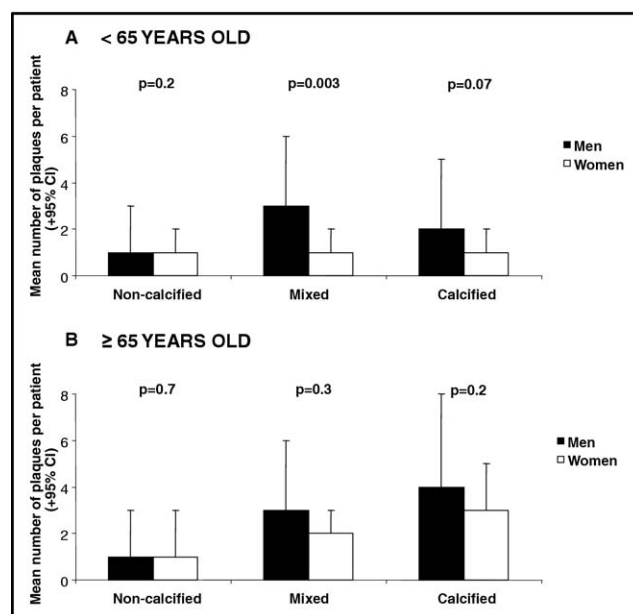 A < 65 YEARS OLD
p=0.2 p=0.003 p=0.07
Mean number of plaques per patient
(+95% CI)
8
6
4
2
0
Men
Women
Non-calcified Mixed Calcified
B ≥ 65 YEARS OLD
p=0.7 p=0.3 p=0.2
Mean number of plaques per patient
(+95% CI)
8
6
4
2
0
Men
Women
Non-calcified Mixed Calcified